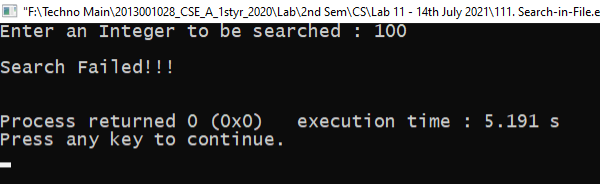 "F:\Techno Main\2013001028_CSE_A_1styr_2020\Lab\2nd Sem\CS\Lab 11 - 14th July 2021\111. Search-in-File.e
Enter an Integer to be searched : 100
Search Failed!!!
Process returned 0 (0x0)   execution time : 5.191 s
Press any key to continue.